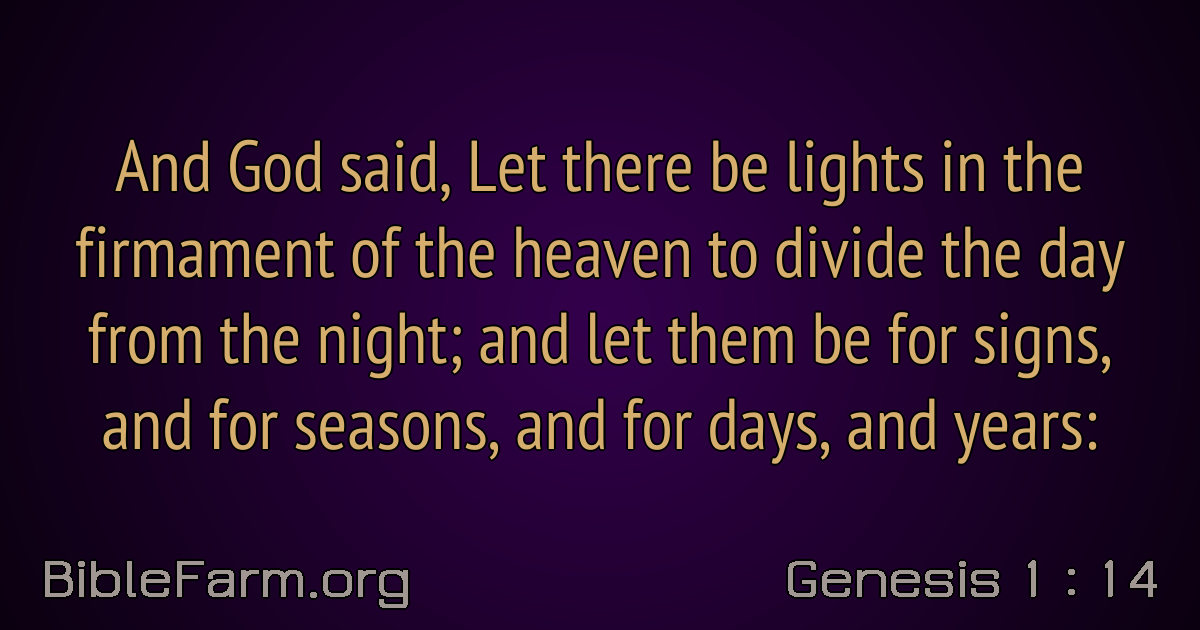 And God said, Let there be lights in the
firmament of the heaven to divide the day
from the night; and let them be for signs,
and for seasons, and for days, and years:
BibleFarm.org
Genesis 1 : 14